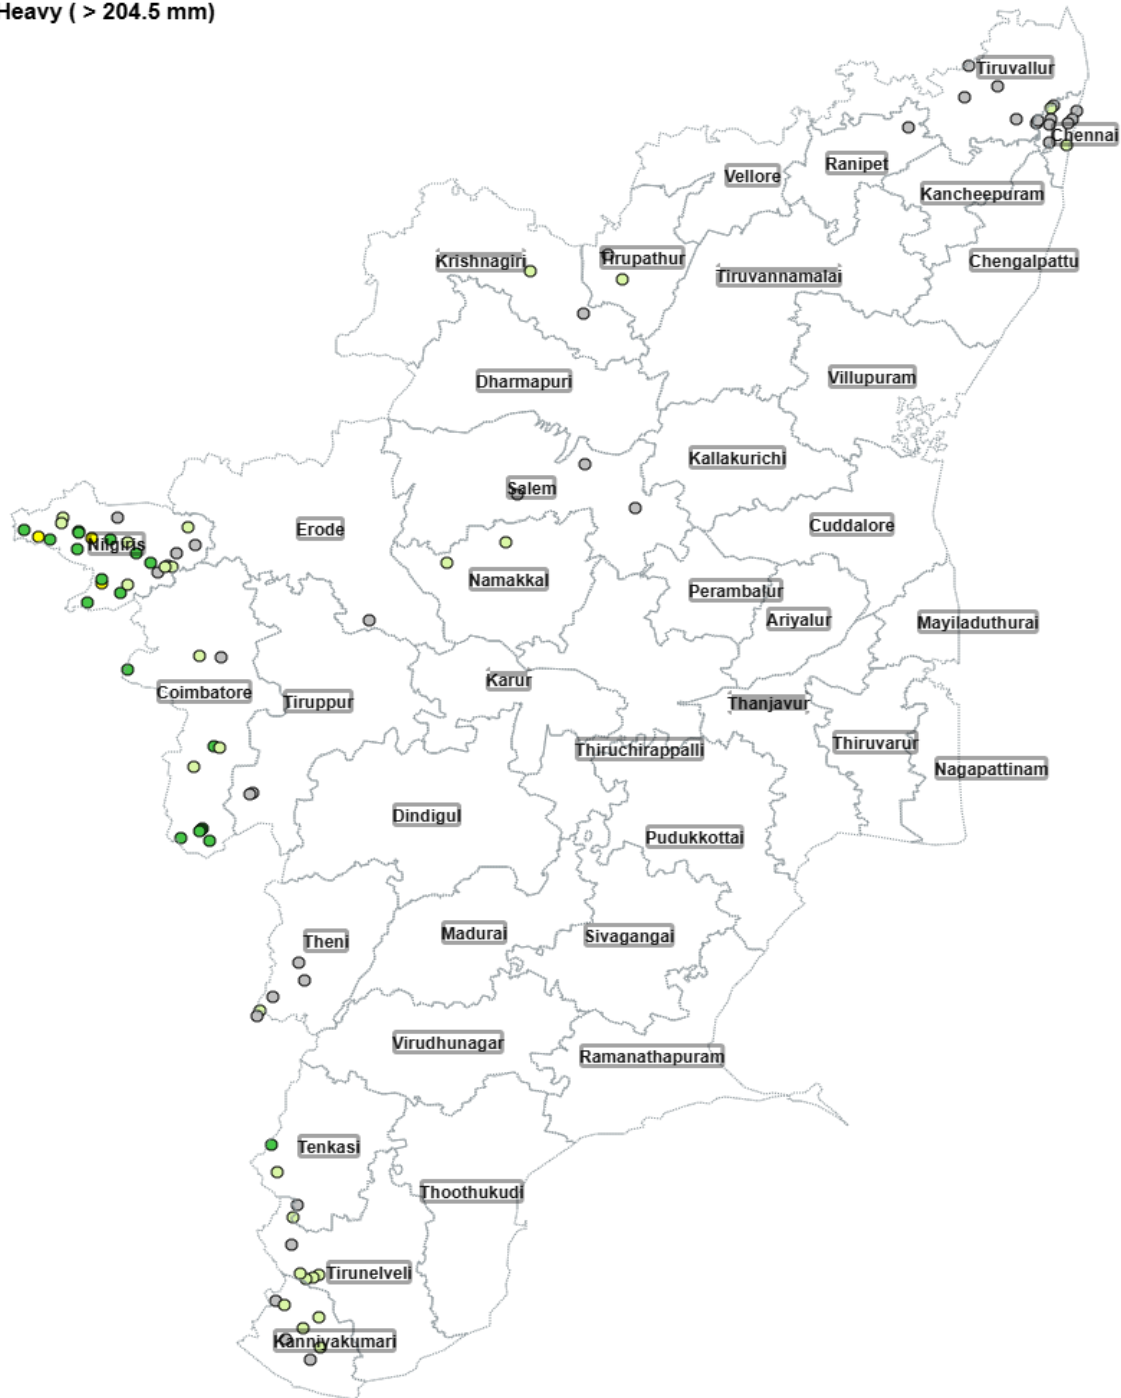 Heavy ( > 204.5 mm)
Tiruvallur
Chennai
Ranipet
Vellore
Kancheepuram
Krishnagiri
Tirupathur
Tiruvannamalai
Chengalpattu
Dharmapuri
Villupuram
Kallakurichi
Salem
Erode
Cuddalore
Nilgiris
Namakkal
Perambalur
Ariyalur
Mayiladuthurai
Karur
Coimbatore
Tiruppur
Thanjavur
Thiruchirappalli
Thiruvarur
Nagapattinam
Dindigul
Pudukkottai
Theni
Madurai
Sivagangai
Virudhunagar
Ramanathapuram
Tenkasi
Thoothukudi
Tirunelveli
Kanniyakumari